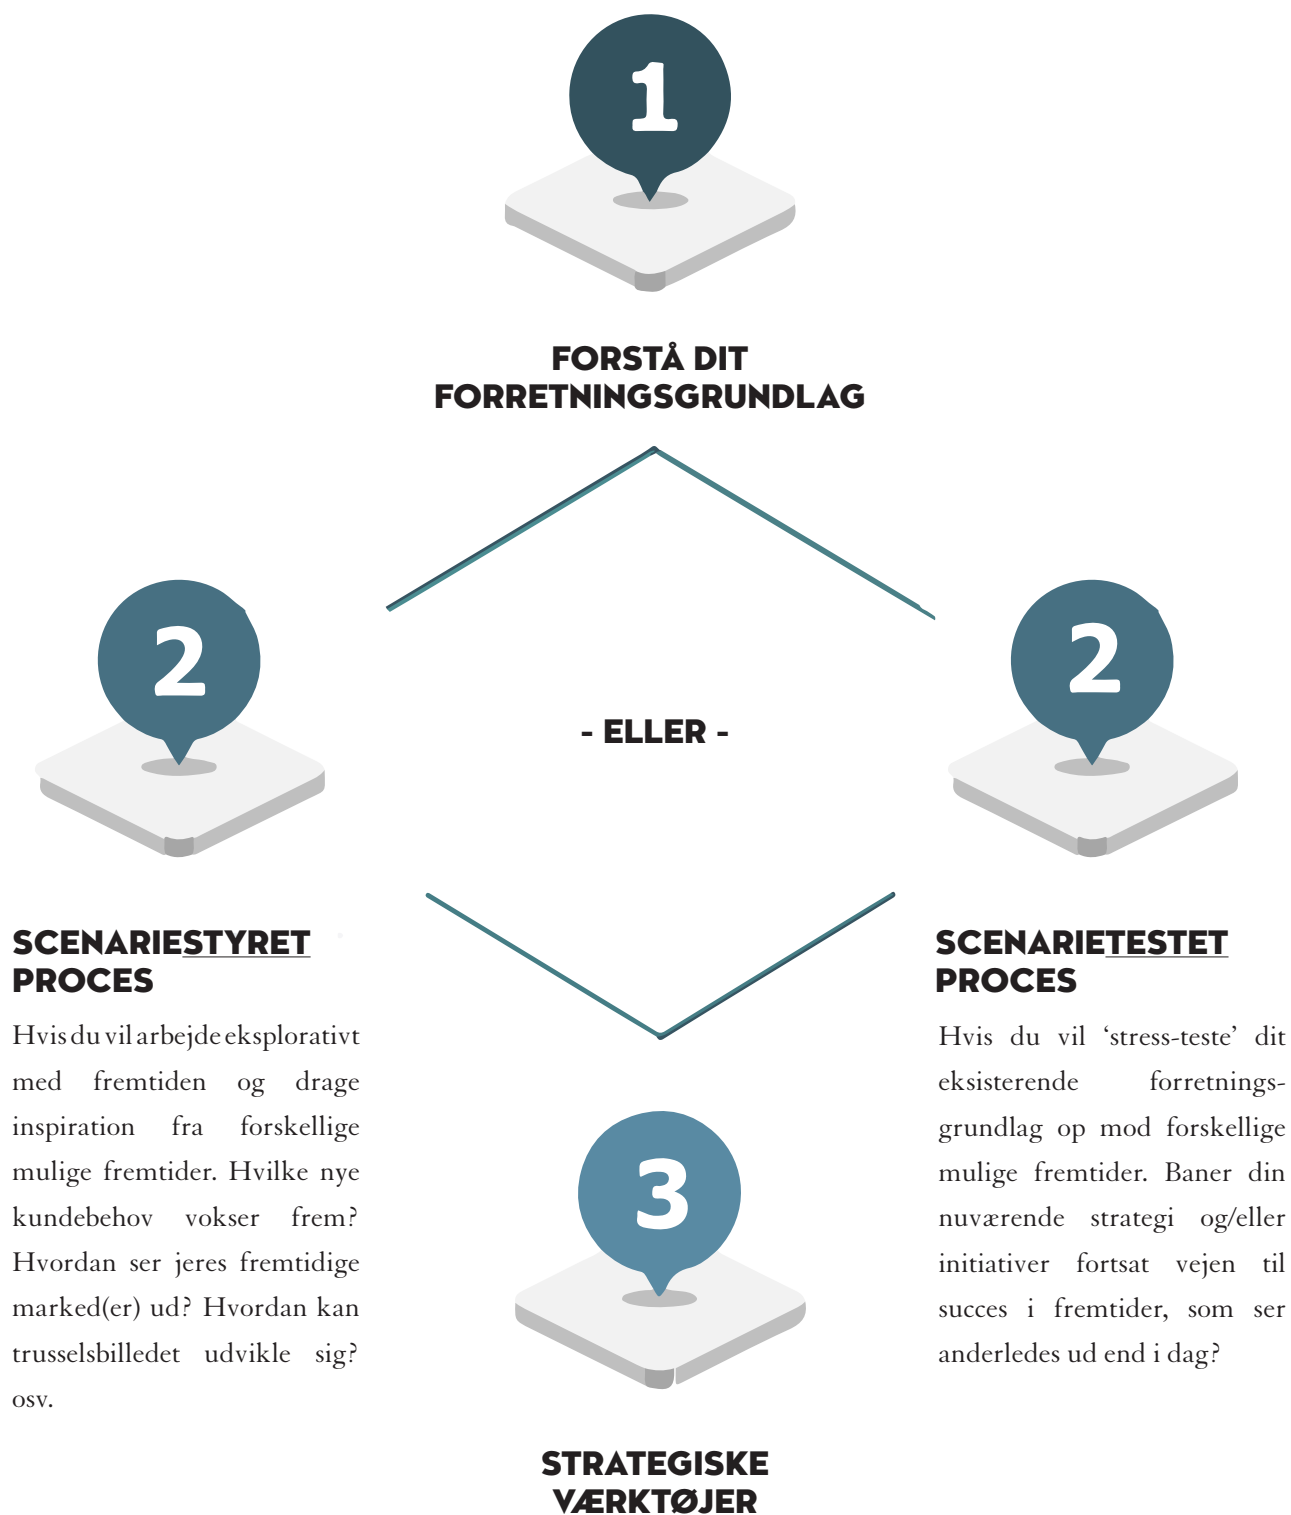 1
FORSTÅ DIT
FORRETNINGSGRUNDLAG
2
SCENARIESTYRET
PROCES
Hvis du vil arbejde eksplorativt
med fremtiden og drage
inspiration fra forskellige
mulige fremtider. Hvilke nye
kundebehov vokser frem?
Hvordan ser jeres fremtidige
marked(er) ud? Hvordan kan
trusselsbilledet udvikle sig?
osv.
- ELLER -
2
SCENARIETESTET
PROCES
Hvis du vil ‘stress-teste’ dit
eksisterende forretnings-
grundlag op mod forskellige
mulige fremtider. Baner din
nuværende strategi og/eller
initiativer fortsat vejen til
succes i fremtider, som ser
anderledes ud end i dag?
3
STRATEGISKE
VÆRKTØJER